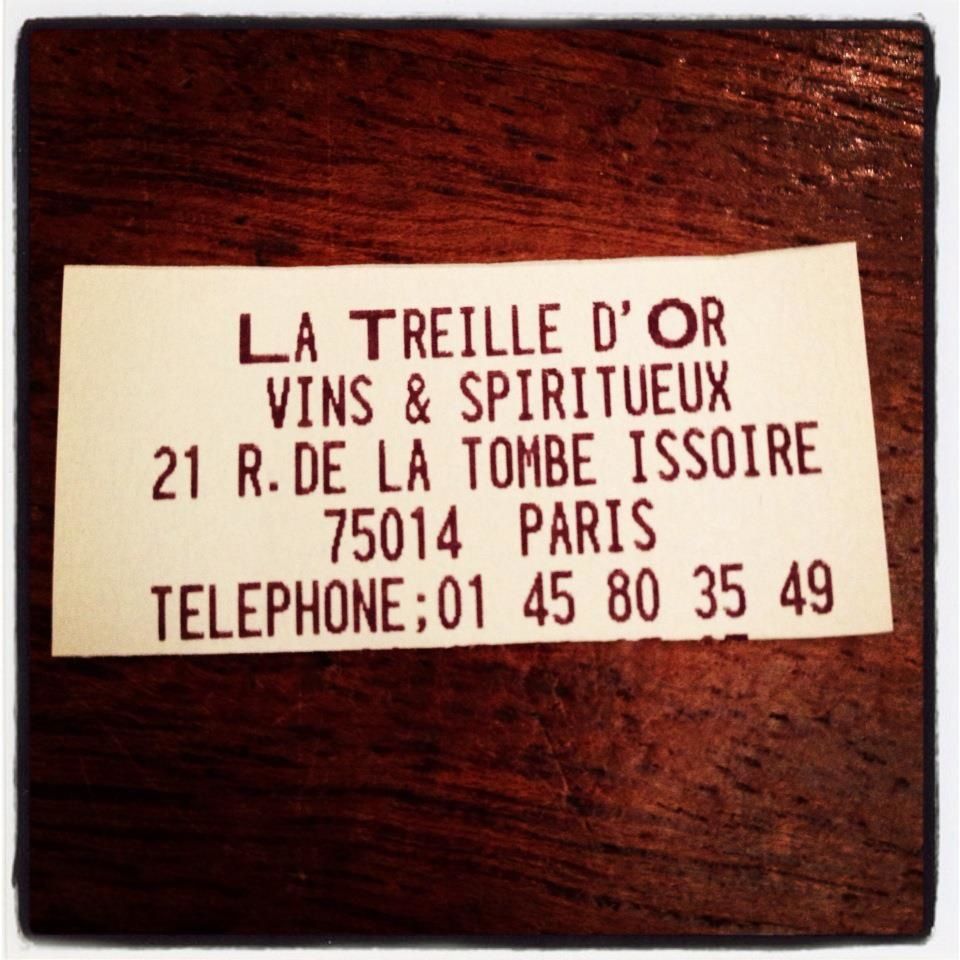 LA TREILLE D'OR
VINS & SPIRITUEUX
21 R. DE LA TOMBE ISSOIRE
75014 PARIS
TELEPHONE;01 45 80 35 49